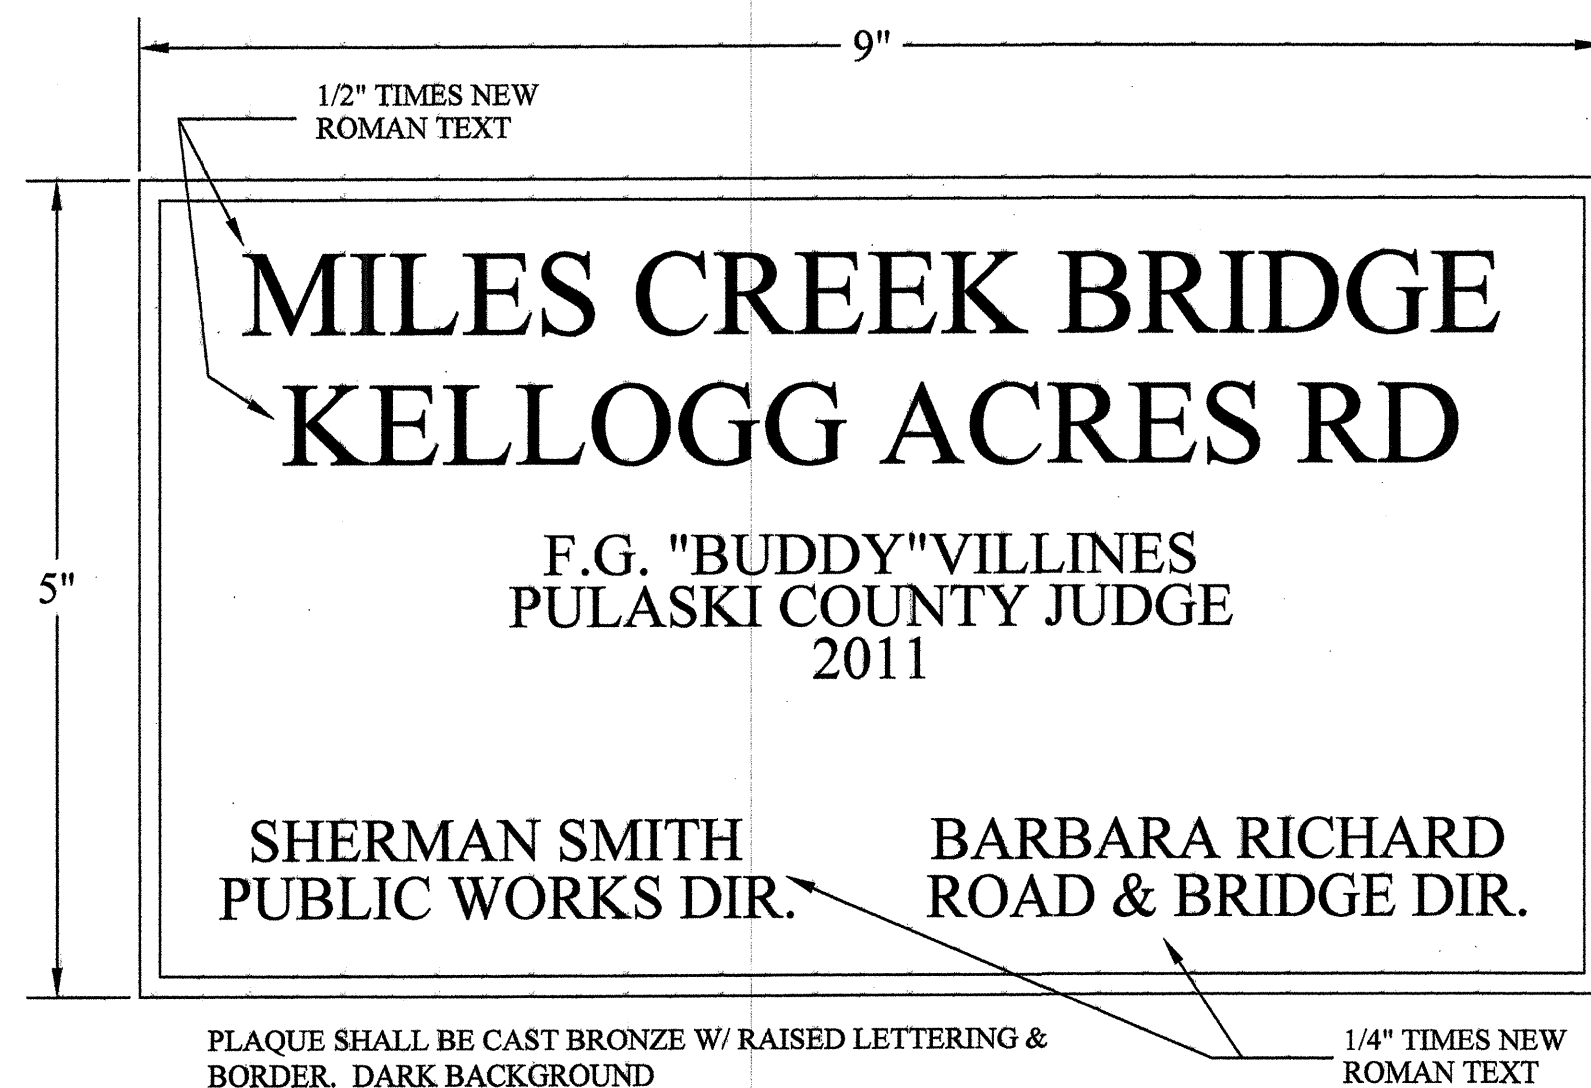 9"
1/2" TIMES NEW
ROMAN TEXT
MILES CREEK BRIDGE
KELLOGG ACRES RD
5"
F.G. "BUDDY"VILLINES
PULASKI COUNTY JUDGE
2011
SHERMAN SMITH
PUBLIC WORKS DIR.
BARBARA RICHARD
ROAD & BRIDGE DIR.
PLAQUE SHALL BE CAST BRONZE W/ RAISED LETTERING &
BORDER. DARK BACKGROUND
1/4" TIMES NEW
ROMAN TEXT